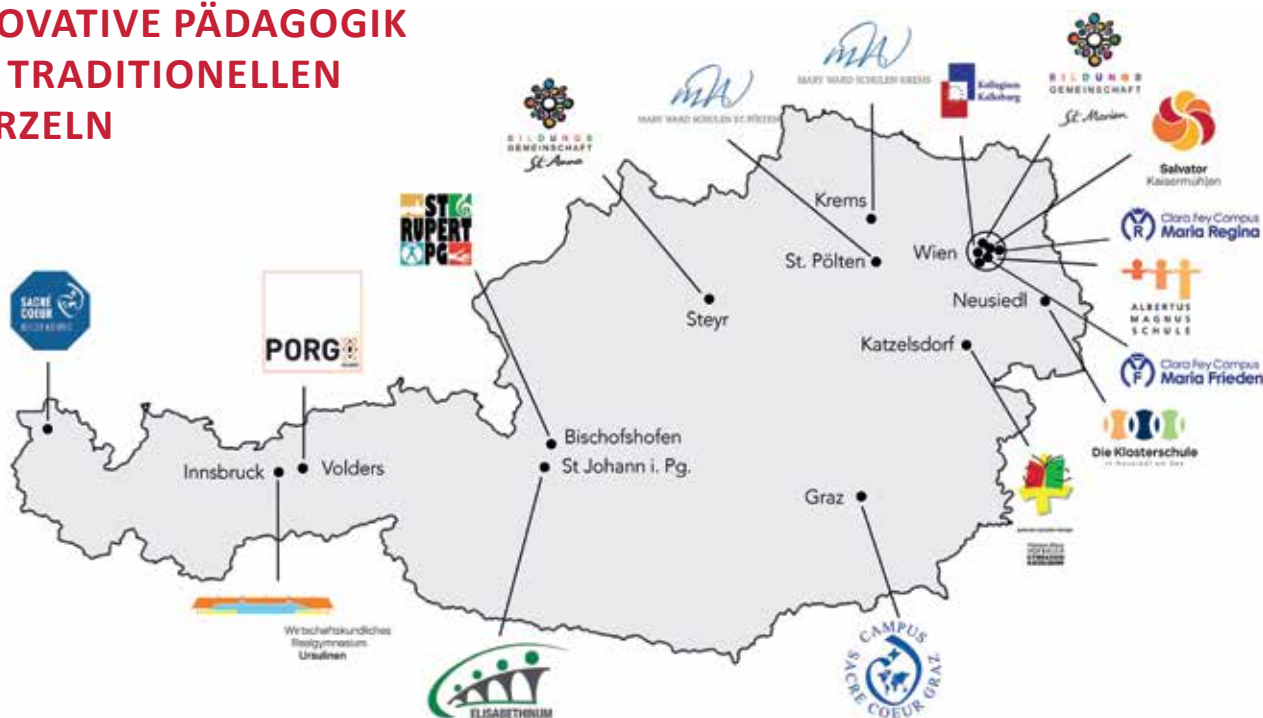 OVATIVE PÄDAGOGIK
TRADITIONELLEN
RZELN
BILDUNGS
GEMEINSCHAFT
St. Anna
MARY WARD SCHULEN ST. PÖLTEN
MARY WARD SCHULEN KREMS
Kollegium
Kalksburg
BILDUNGS
GEMEINSCHAFT
St. Marien
Salvator
Kaisermühlen
Clara Fey Campus
Maria Regina
ALBERTUS
MAGNUS
SCHULE
Clara Fey Campus
Maria Frieden
Die Klosterschule
ST
RUPERT
PG
SACRÉ
COEUR
PORG
Krems
St. Pölten
Wien
Neusiedl
Steyr
Katzelsdorf
Bischofshofen
St Johann i. Pg.
Innsbruck
Volders
Graz
Wirtschaftskundliches
Realgymnasium
Ursulinen
ELISABETHINUM
CAMPUS
SACRE COEUR GRAZ